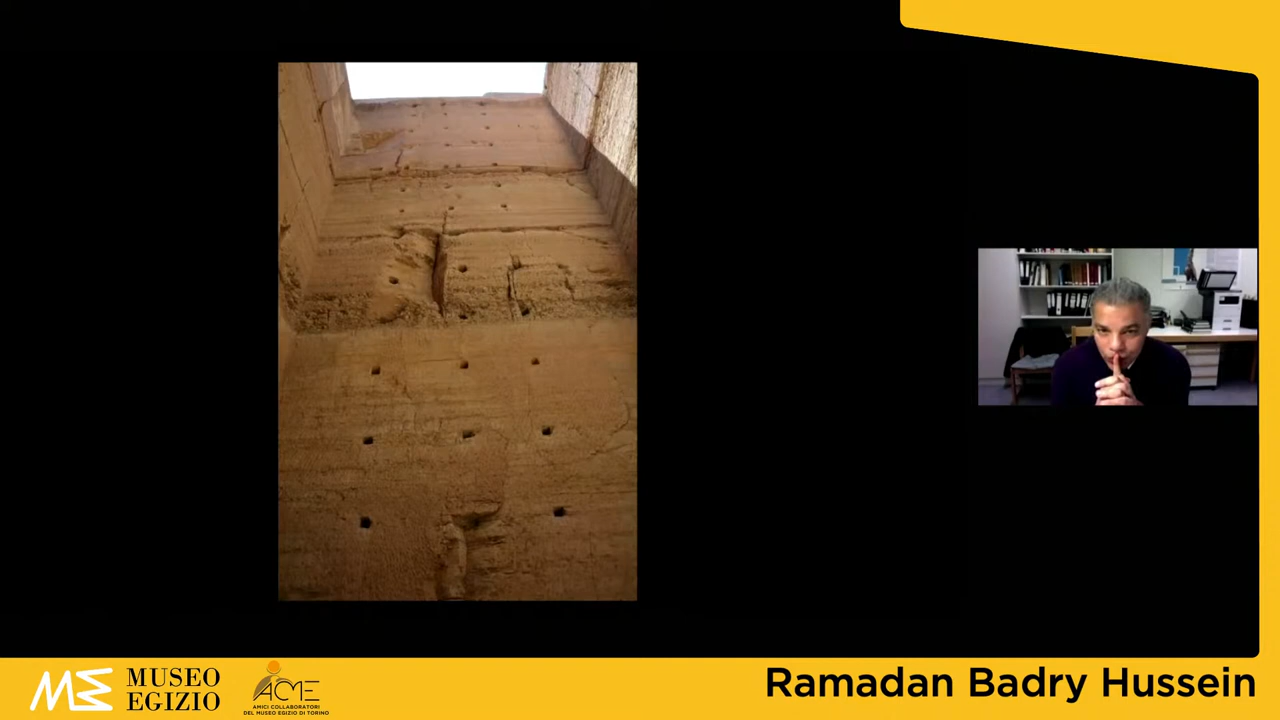 MUSEO
EGIZIO
ACME
AMICI COLLABORATORI
DEL MUSEO EGIZIO DI TORINO
Ramadan Badry Hussein